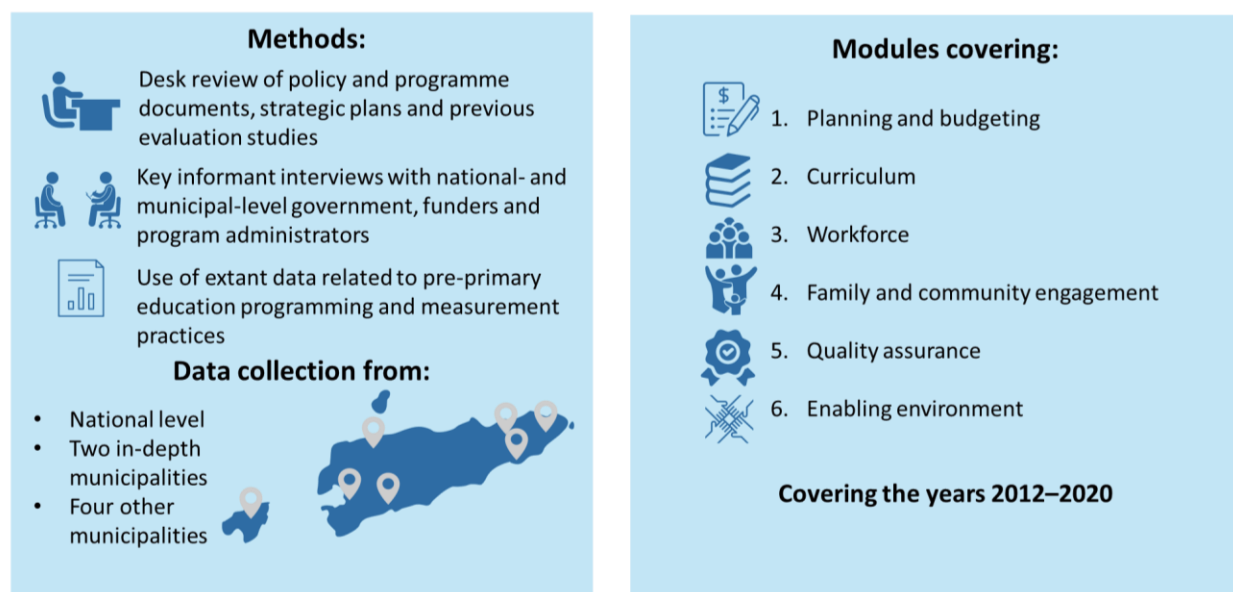 Methods:
Desk review of policy and programme
documents, strategic plans and previous
evaluation studies
Key informant interviews with national- and
municipal-level government, funders and
program administrators
Use of extant data related to pre-primary
education programming and measurement
practices
Data collection from:
• National level
• Two in-depth
municipalities
• Four other
municipalities
Modules covering:
$
1. Planning and budgeting
2. Curriculum
3. Workforce
4. Family and community engagement
5. Quality assurance
6. Enabling environment
Covering the years 2012–2020